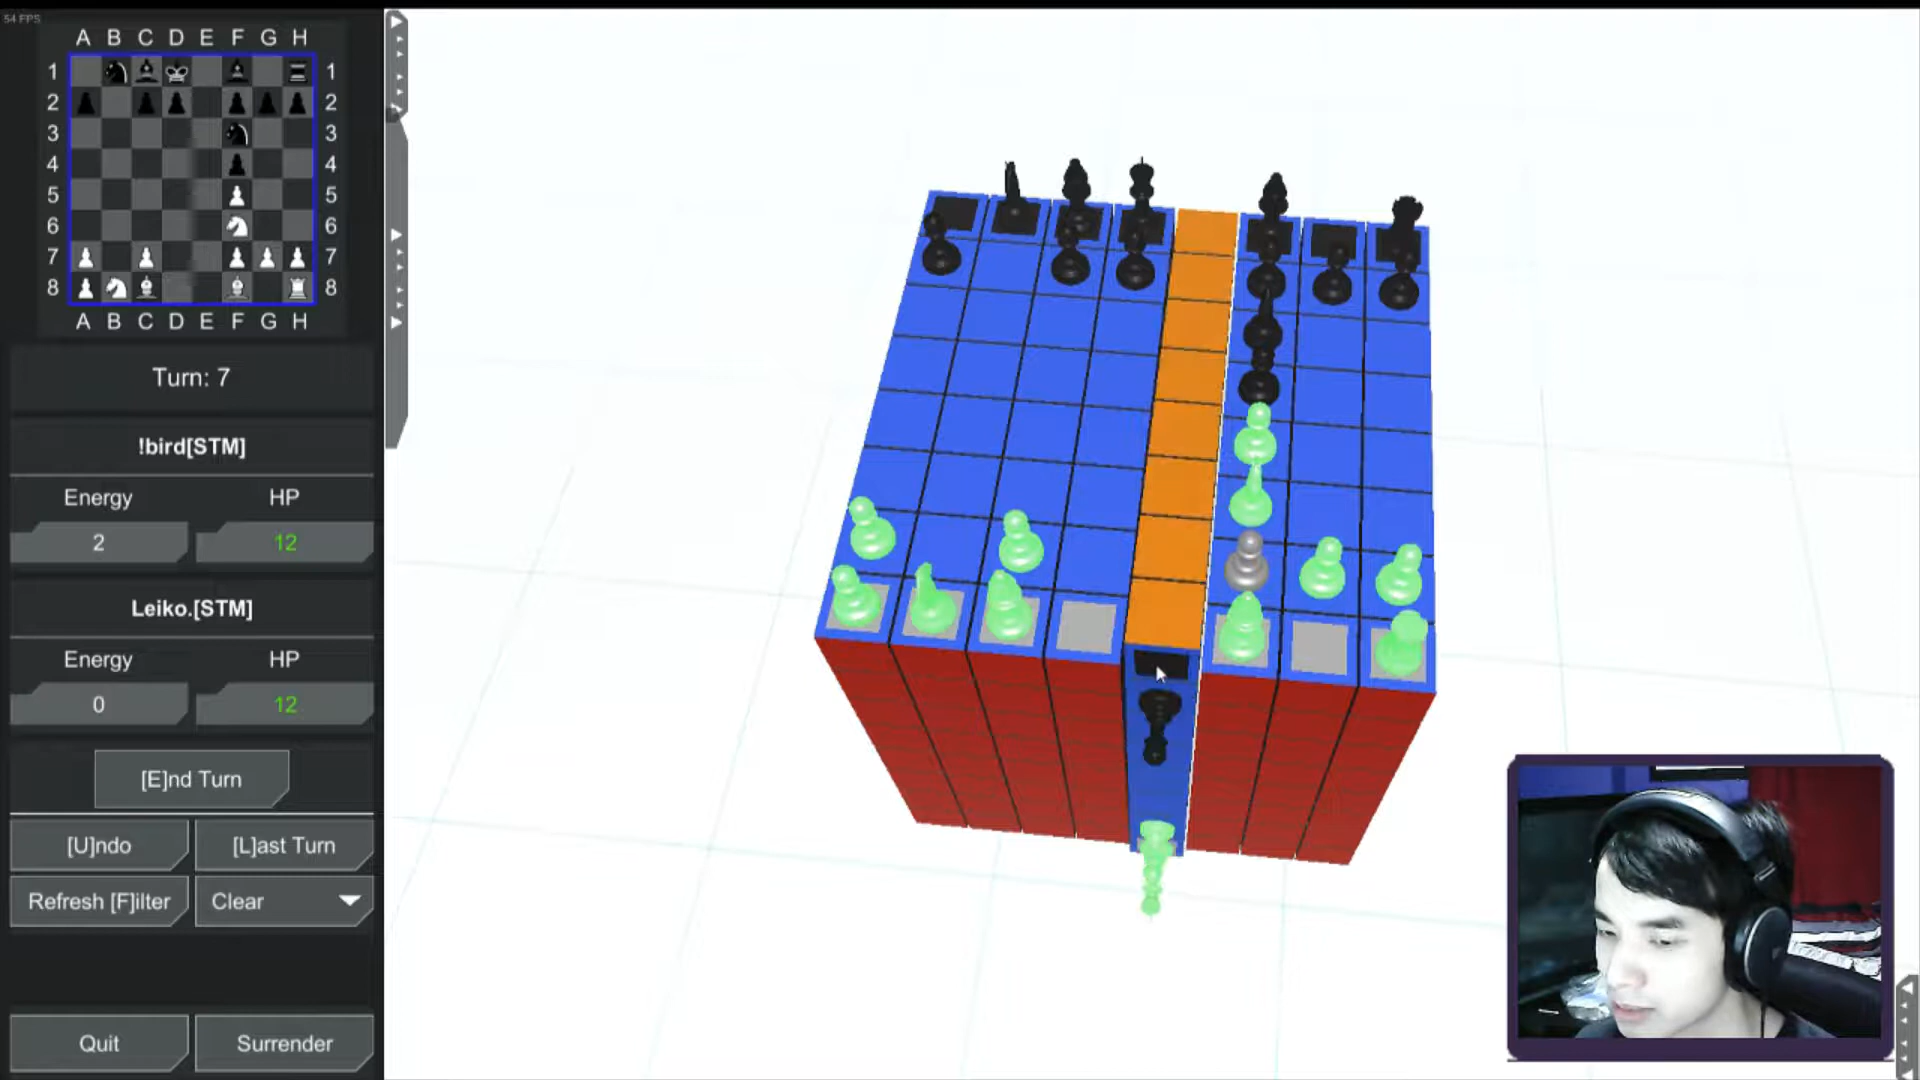 54 FPS
A B C D E F G H
1 1
2 2
3 3
4 4
5 5
6 6
7 7
8 8
A B C D E F G H
Turn: 7
!bird[STM]
Energy HP
2 12
Leiko.[STM]
Energy HP
0 12
[E]nd Turn
[U]ndo [L]ast Turn
Refresh [F]ilter Clear
Quit Surrender